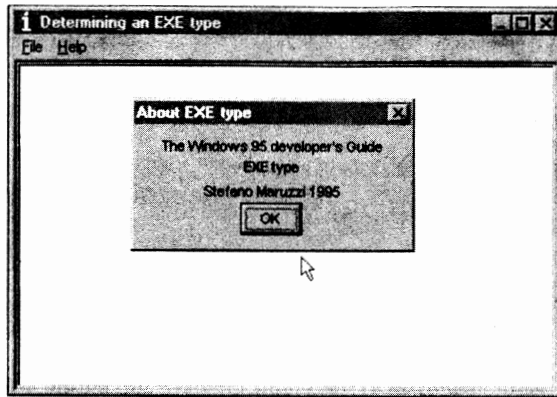 Determining an EXE type
File Help
About EXE type
The Windows 95 developer's Guide
EXE type
Stefano Maruzzi 1995
OK